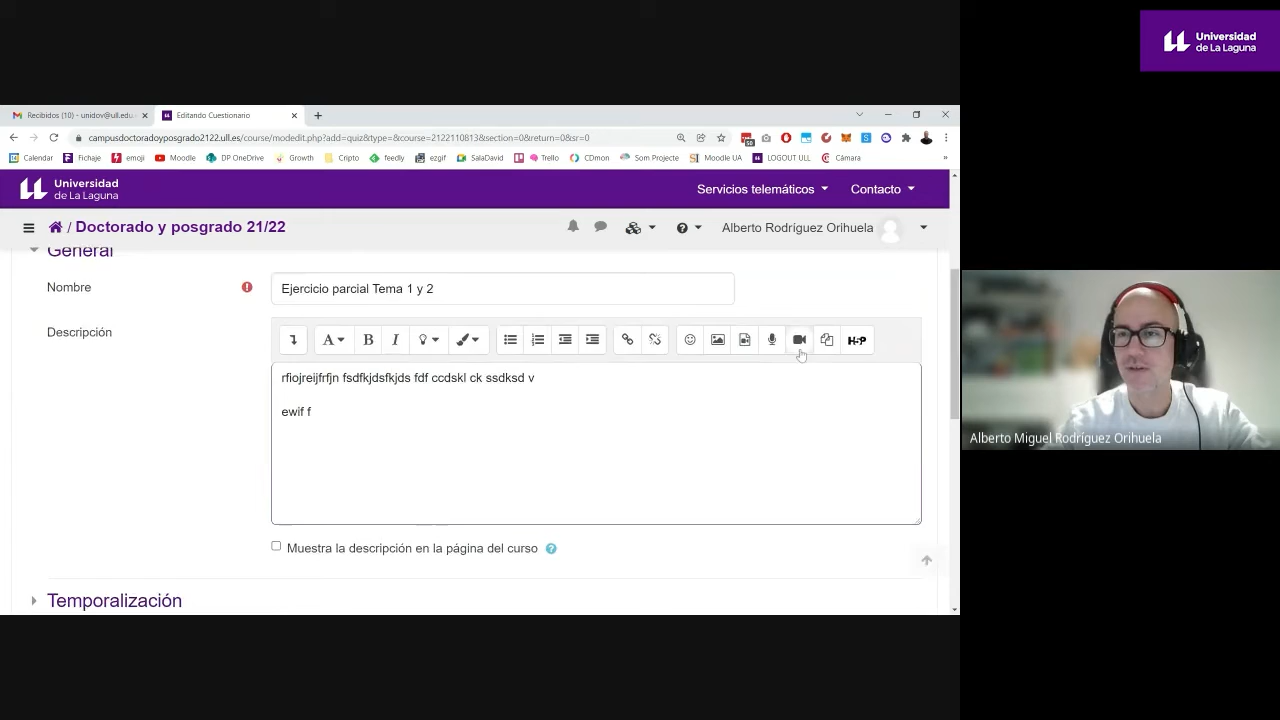 Universidad
de La Laguna
Recibidos (10) - unidov@ull.edu.
Editando Cuestionario
campusdoctoradoyposgrado2122.ull.es/course/modedit.php?add=quiz&type=&course=2122110813&section=0&return=0&sr=0
50
Calendar
Fichaje
emoji
Moodle
DP OneDrive
Growth
Cripto
feedly
ezgif
SalaDavid
Trello
CDmon
Som Projecte
Moodle UA
LOGOUT ULL
Cámara
Universidad
de La Laguna
Servicios telemáticos
Contacto
/ Doctorado y posgrado 21/22
Alberto Rodríguez Orihuela
General
Nombre
Ejercicio parcial Tema 1 y 2
Descripción
A
B
I
H-P
rfiojreijfrfjn fsdfkjdsfkjds fdf ccdskl ck ssdksd v
ewif f
Muestra la descripción en la página del curso
Temporalización
Alberto Miguel Rodríguez Orihuela